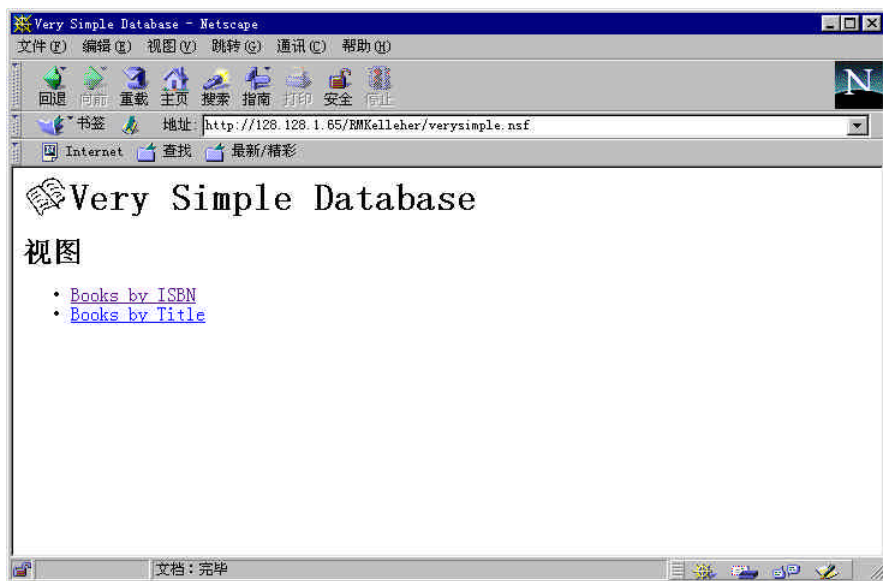 Very Simple Database - Netscape
文件(F) 编辑(E) 视图(V) 跳转(G) 通讯(C) 帮助(H)
回退 向前 重载 主页 搜索 指南 打印 安全 停止
N
书签 地址: http://128.128.1.65/RMKelleher/verysimple.nsf
Internet 查找 最新/精彩
Very Simple Database
视图
• Books by ISBN
• Books by Title
文档：完毕